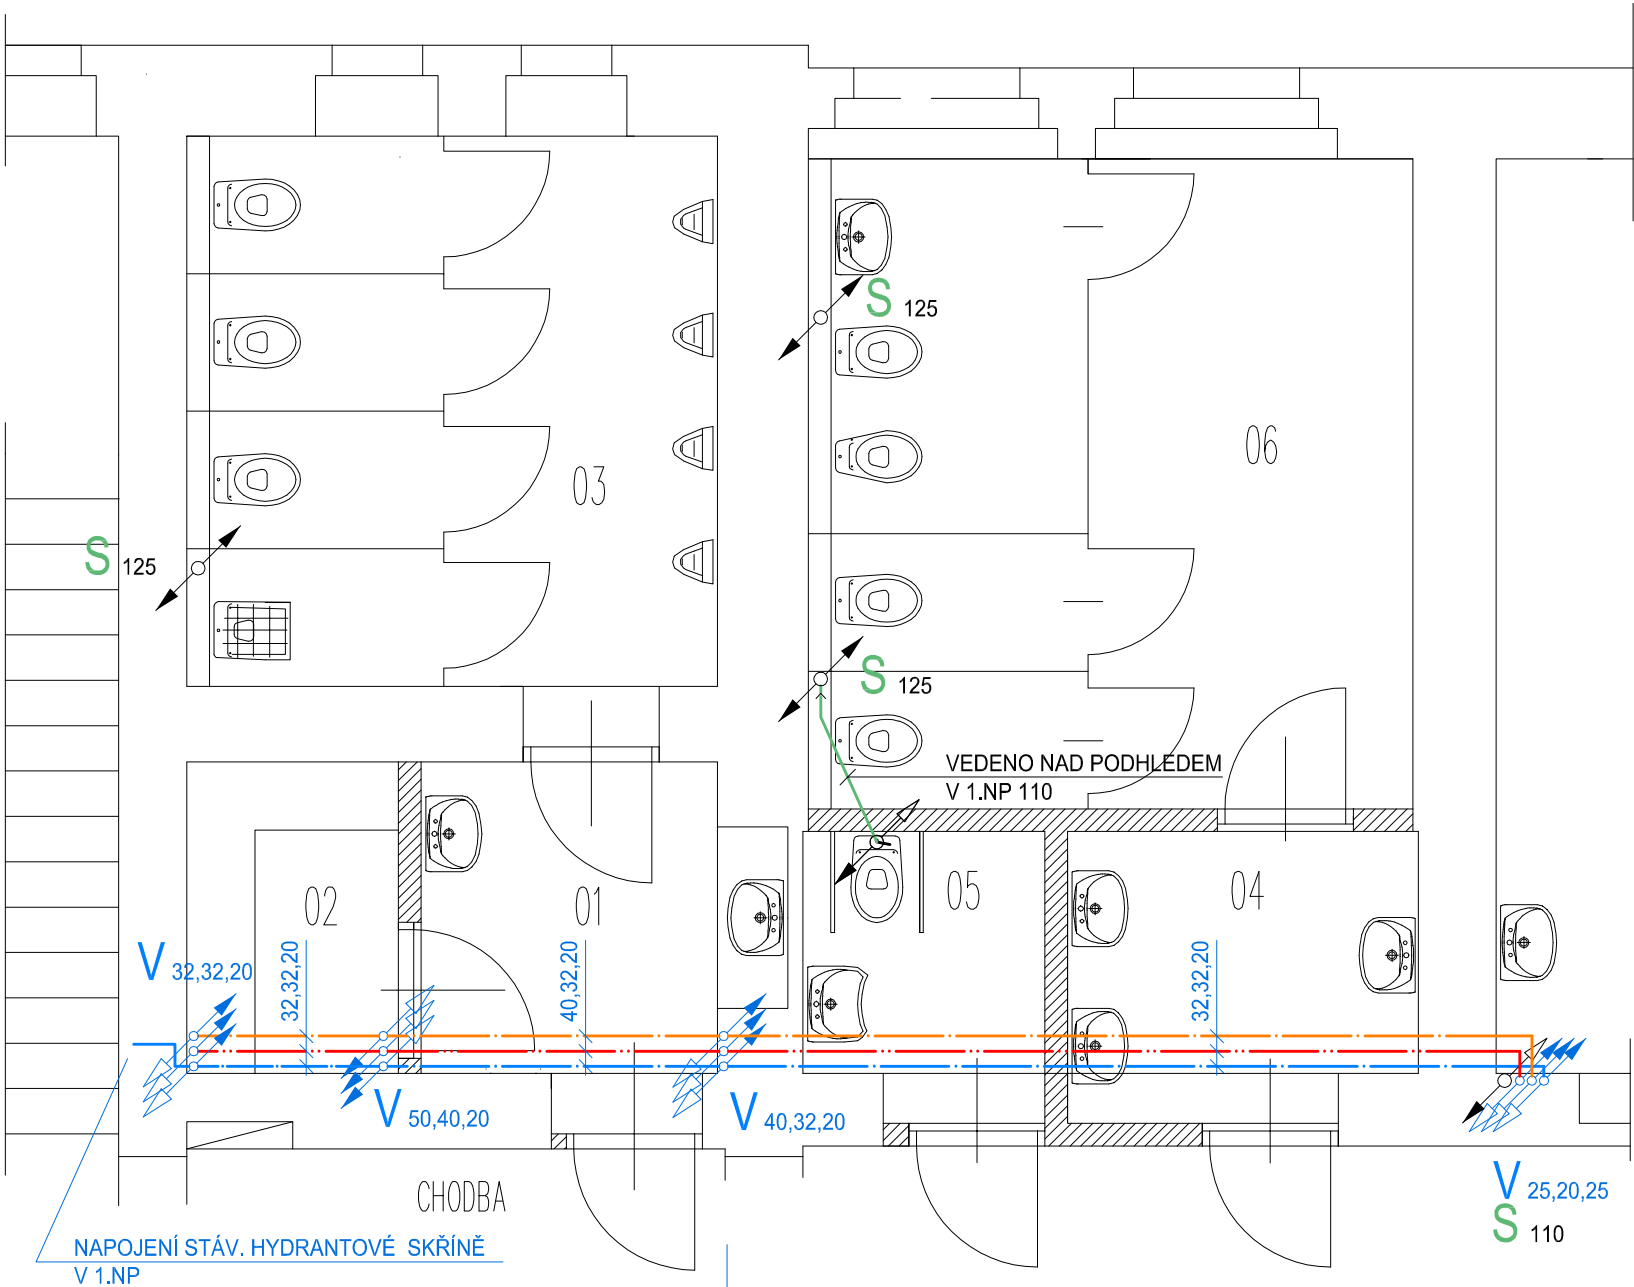 S 125
06
03
S 125
S 125
VEDENO NAD PODHLEDEM
V 1.NP 110
02
01
05
04
V 32,32,20
32,32,20
40,32,20
32,32,20
V 50,40,20
V 40,32,20
V 25,20,25
S 110
CHODBA
NAPOJENÍ STÁV. HYDRANTOVÉ SKŘÍNĚ
V 1.NP